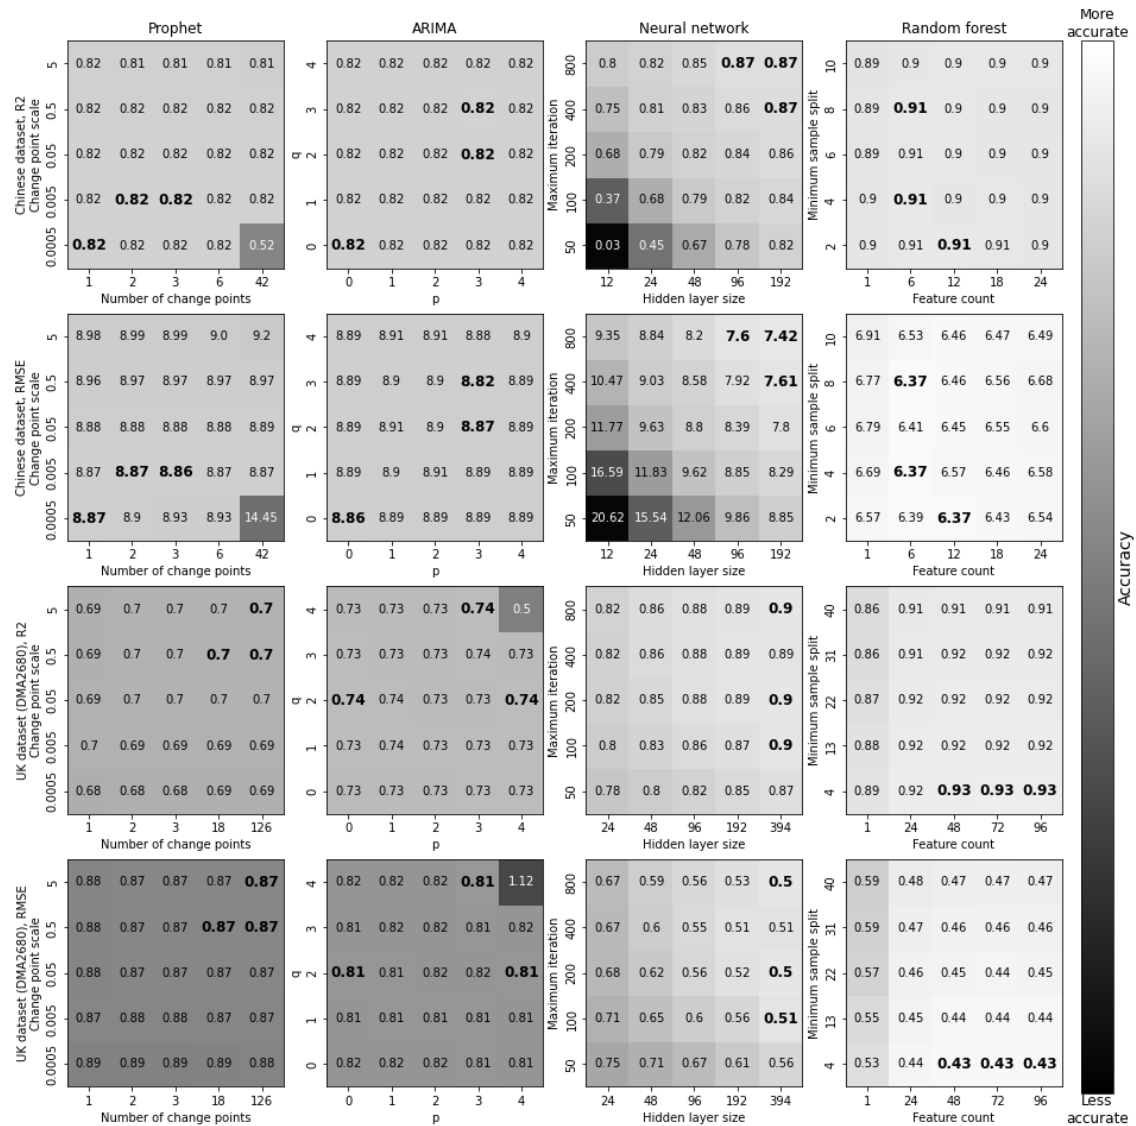 Prophet ARIMA Neural network Random forest More accurate
Chinese dataset, R2
Change point scale
5 0.82 0.81 0.81 0.81 0.81
0.5 0.82 0.82 0.82 0.82 0.82
0.05 0.82 0.82 0.82 0.82 0.82
0.005 0.82 0.82 0.82 0.82 0.82
0.0005 0.82 0.82 0.82 0.82 0.52
1 2 3 6 42
Number of change points
q
4 0.82 0.82 0.82 0.82 0.82
3 0.82 0.82 0.82 0.82 0.82
2 0.82 0.82 0.82 0.82 0.82
1 0.82 0.82 0.82 0.82 0.82
0 0.82 0.82 0.82 0.82 0.82
0 1 2 3 4
p
Maximum iteration
800 0.8 0.82 0.85 0.87 0.87
400 0.75 0.81 0.83 0.86 0.87
200 0.68 0.79 0.82 0.84 0.86
100 0.37 0.68 0.79 0.82 0.84
50 0.03 0.45 0.67 0.78 0.82
12 24 48 96 192
Hidden layer size
Minimum sample split
10 0.89 0.9 0.9 0.9 0.9
8 0.89 0.91 0.9 0.9 0.9
6 0.89 0.91 0.9 0.9 0.9
4 0.9 0.91 0.9 0.9 0.9
2 0.9 0.91 0.91 0.91 0.9
1 6 12 18 24
Feature count
Chinese dataset, RMSE
Change point scale
5 8.98 8.99 8.99 9.0 9.2
0.5 8.96 8.97 8.97 8.97 8.97
0.05 8.88 8.88 8.88 8.88 8.89
0.005 8.87 8.87 8.86 8.87 8.87
0.0005 8.87 8.9 8.93 8.93 14.45
1 2 3 6 42
Number of change points
q
4 8.89 8.91 8.91 8.88 8.9
3 8.89 8.9 8.9 8.82 8.89
2 8.89 8.91 8.9 8.87 8.89
1 8.89 8.9 8.91 8.89 8.89
0 8.86 8.89 8.89 8.89 8.89
0 1 2 3 4
p
Maximum iteration
800 9.35 8.84 8.2 7.6 7.42
400 10.47 9.03 8.58 7.92 7.61
200 11.77 9.63 8.8 8.39 7.8
100 16.59 11.83 9.62 8.85 8.29
50 20.62 15.54 12.06 9.86 8.85
12 24 48 96 192
Hidden layer size
Minimum sample split
10 6.91 6.53 6.46 6.47 6.49
8 6.77 6.37 6.46 6.56 6.68
6 6.79 6.41 6.45 6.55 6.6
4 6.69 6.37 6.57 6.46 6.58
2 6.57 6.39 6.37 6.43 6.54
1 6 12 18 24
Feature count
UK dataset (DMA2680), R2
Change point scale
5 0.69 0.7 0.7 0.7 0.7
0.5 0.69 0.7 0.7 0.7 0.7
0.05 0.69 0.7 0.7 0.7 0.7
0.005 0.7 0.69 0.69 0.69 0.69
0.0005 0.68 0.68 0.68 0.69 0.69
1 2 3 18 126
Number of change points
q
4 0.73 0.73 0.73 0.74 0.5
3 0.73 0.73 0.73 0.74 0.73
2 0.74 0.74 0.73 0.73 0.74
1 0.73 0.74 0.73 0.73 0.73
0 0.73 0.73 0.73 0.73 0.73
0 1 2 3 4
p
Maximum iteration
800 0.82 0.86 0.88 0.89 0.9
400 0.82 0.86 0.88 0.89 0.89
200 0.82 0.85 0.88 0.89 0.9
100 0.8 0.83 0.86 0.87 0.9
50 0.78 0.8 0.82 0.85 0.87
24 48 96 192 394
Hidden layer size
Minimum sample split
40 0.86 0.91 0.91 0.91 0.91
31 0.86 0.91 0.92 0.92 0.92
22 0.87 0.92 0.92 0.92 0.92
13 0.88 0.92 0.92 0.92 0.92
4 0.89 0.92 0.93 0.93 0.93
1 24 48 72 96
Feature count
UK dataset (DMA2680), RMSE
Change point scale
5 0.88 0.87 0.87 0.87 0.87
0.5 0.88 0.87 0.87 0.87 0.87
0.05 0.88 0.87 0.87 0.87 0.87
0.005 0.87 0.88 0.88 0.87 0.87
0.0005 0.89 0.89 0.89 0.89 0.88
1 2 3 18 126
Number of change points
q
4 0.82 0.82 0.82 0.81 1.12
3 0.81 0.82 0.82 0.81 0.82
2 0.81 0.81 0.82 0.82 0.81
1 0.81 0.81 0.81 0.81 0.81
0 0.82 0.82 0.82 0.81 0.81
0 1 2 3 4
p
Maximum iteration
800 0.67 0.59 0.56 0.53 0.5
400 0.67 0.6 0.55 0.51 0.51
200 0.68 0.62 0.56 0.52 0.5
100 0.71 0.65 0.6 0.56 0.51
50 0.75 0.71 0.67 0.61 0.56
24 48 96 192 394
Hidden layer size
Minimum sample split
40 0.59 0.48 0.47 0.47 0.47
31 0.59 0.47 0.46 0.46 0.46
22 0.57 0.46 0.45 0.44 0.45
13 0.55 0.45 0.44 0.44 0.44
4 0.53 0.44 0.43 0.43 0.43
1 24 48 72 96
Feature count
Accuracy
Less
accurate